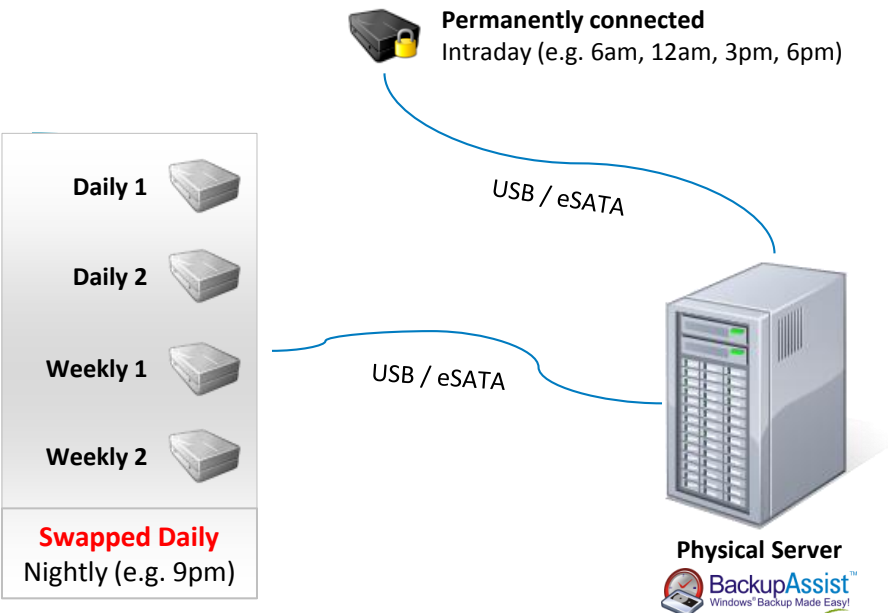 Permanently connected
Intraday (e.g. 6am, 12am, 3pm, 6pm)
USB / eSATA
Daily 1
Daily 2
Weekly 1
Weekly 2
Swapped Daily
Nightly (e.g. 9pm)
USB / eSATA
Physical Server
BackupAssist™
Windows® Backup Made Easy!